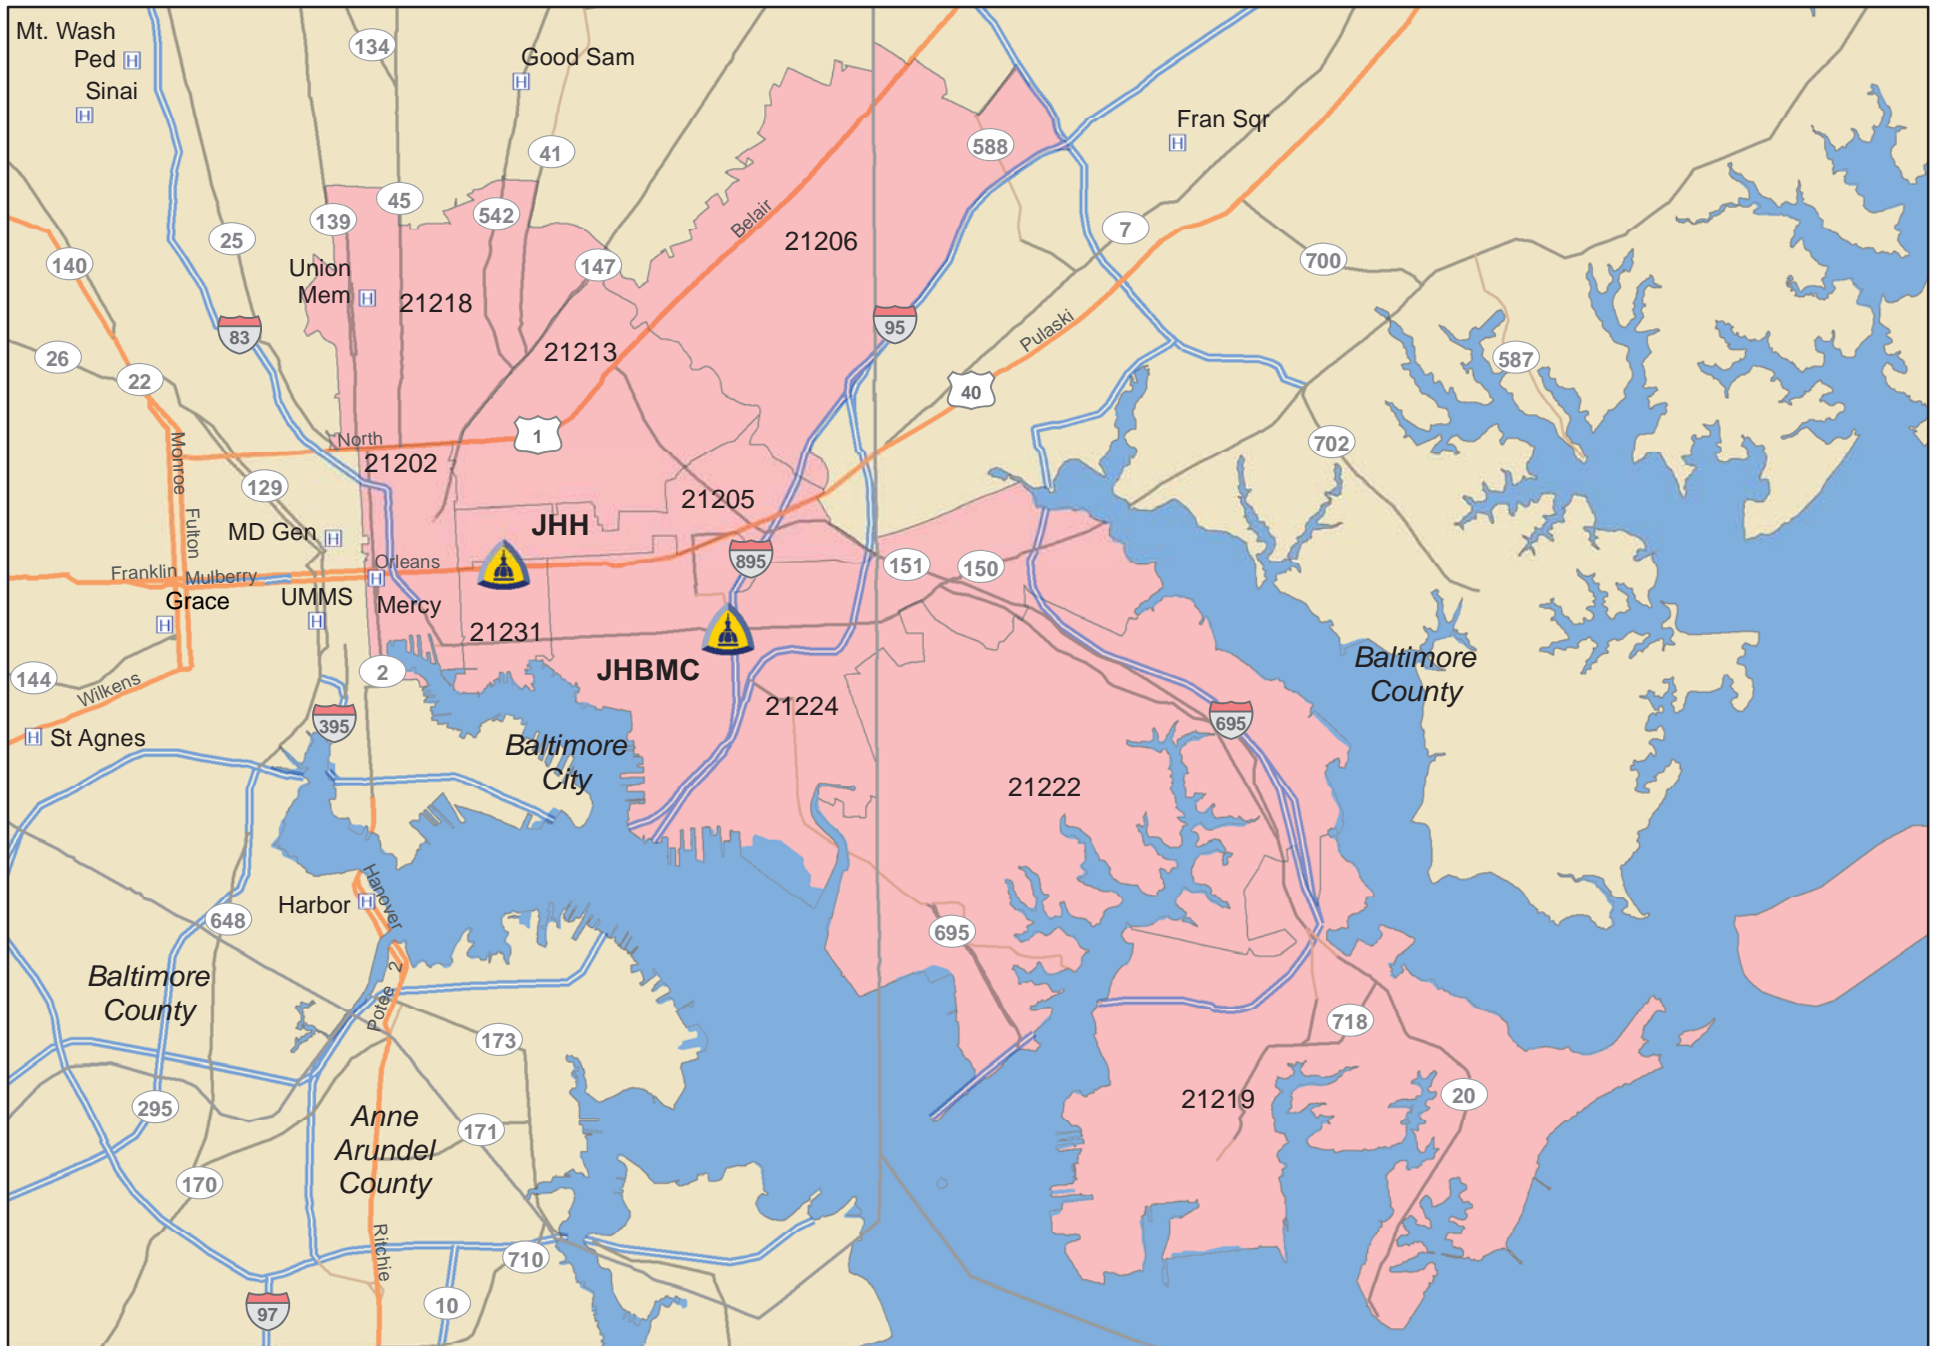 Mt. Wash
Ped H
Sinai
H
134
Good Sam
H
41
Fran Sqr
H
588
45
139
542
25
147
Belair
21206
7
140
700
Union
Mem H
21218
83
95
Pulaski
26
21213
587
22
40
1
North
702
21202
Monroe
129
21205
Fulton
JHH
MD Gen H
Orleans
895
151
150
Franklin
Mulberry
H
Grace
UMMS
Mercy
H
H
21231
2
JHBMC
Baltimore
County
144
Wilkens
21224
395
695
H St Agnes
Baltimore
City
21222
Hanover
Harbor H
648
695
Baltimore
County
2
Potee
718
173
295
21219
20
Anne
Arundel
County
171
170
Ritchie
710
97
10